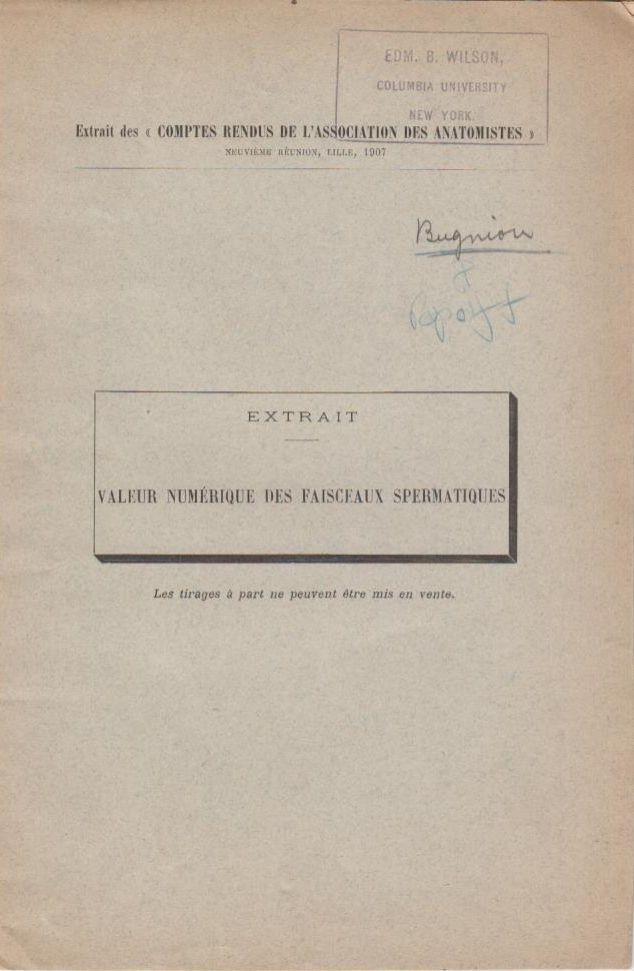 EDM. B. WILSON,
COLUMBIA UNIVERSITY
NEW YORK.
Extrait des « COMPTES RENDUS DE L'ASSOCIATION DES ANATOMISTES »
NEUVIÈME RÉUNION, LILLE, 1907
Bugnion
EXTRAIT
VALEUR NUMÉRIQUE DES FAISCEAUX SPERMATIQUES
Les tirages à part ne peuvent être mis en vente.